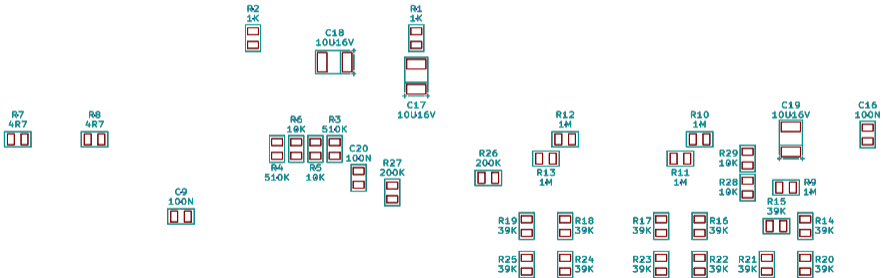 R2
1K
R1
1K
C18
10U16V
C17
10U16V
R7
4R7
R8
4R7
R6
10K
R3
510K
R4
510K
R5
10K
C20
100N
R27
200K
R26
200K
R12
1M
R13
1M
R10
1M
R11
1M
C19
10U16V
C16
100N
R29
10K
R28
10K
R9
1M
C9
100N
R15
39K
R19
39K
R18
39K
R17
39K
R16
39K
R14
39K
R25
39K
R24
39K
R23
39K
R22
39K
R21
39K
R20
39K